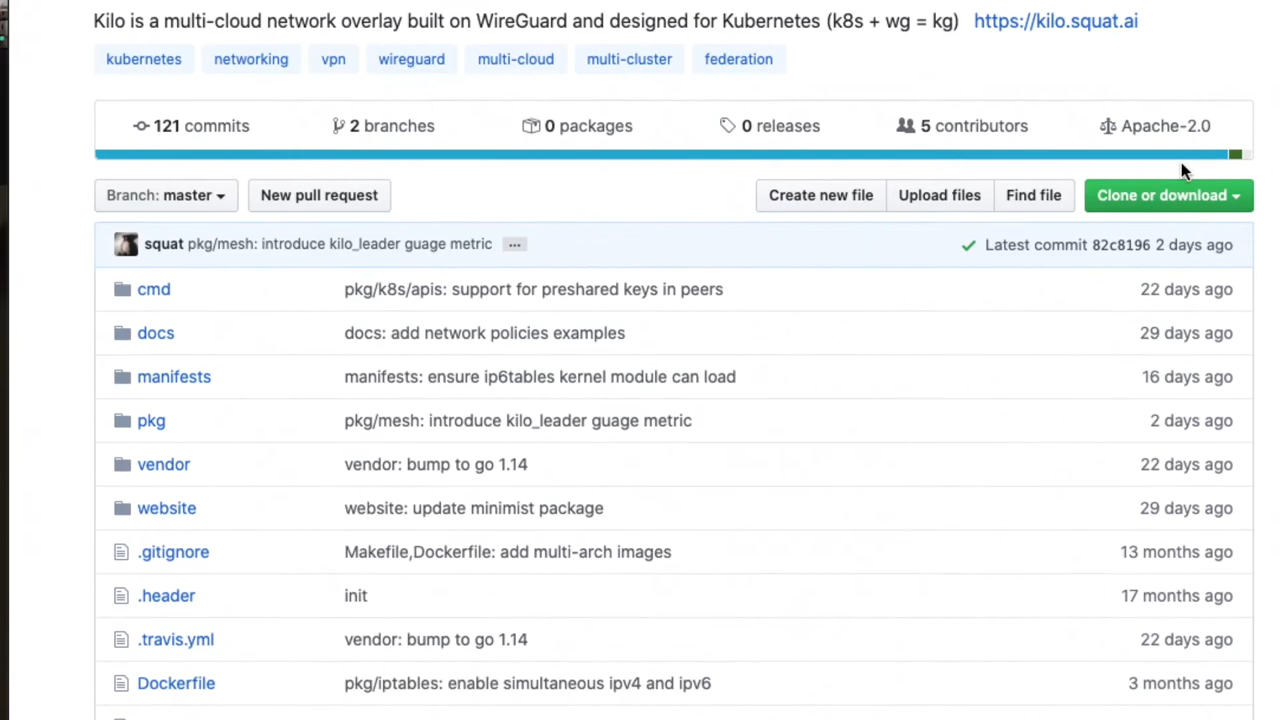 Kilo is a multi-cloud network overlay built on WireGuard and designed for Kubernetes (k8s + wg = kg) https://kilo.squat.ai
kubernetes networking vpn wireguard multi-cloud multi-cluster federation
121 commits 2 branches 0 packages 0 releases 5 contributors Apache-2.0
Branch: master New pull request Create new file Upload files Find file Clone or download
squat pkg/mesh: introduce kilo_leader guage metric ... Latest commit 82c8196 2 days ago
cmd pkg/k8s/apis: support for preshared keys in peers 22 days ago
docs docs: add network policies examples 29 days ago
manifests manifests: ensure ip6tables kernel module can load 16 days ago
pkg pkg/mesh: introduce kilo_leader guage metric 2 days ago
vendor vendor: bump to go 1.14 22 days ago
website website: update minimist package 29 days ago
.gitignore Makefile,Dockerfile: add multi-arch images 13 months ago
.header init 17 months ago
.travis.yml vendor: bump to go 1.14 22 days ago
Dockerfile pkg/iptables: enable simultaneous ipv4 and ipv6 3 months ago